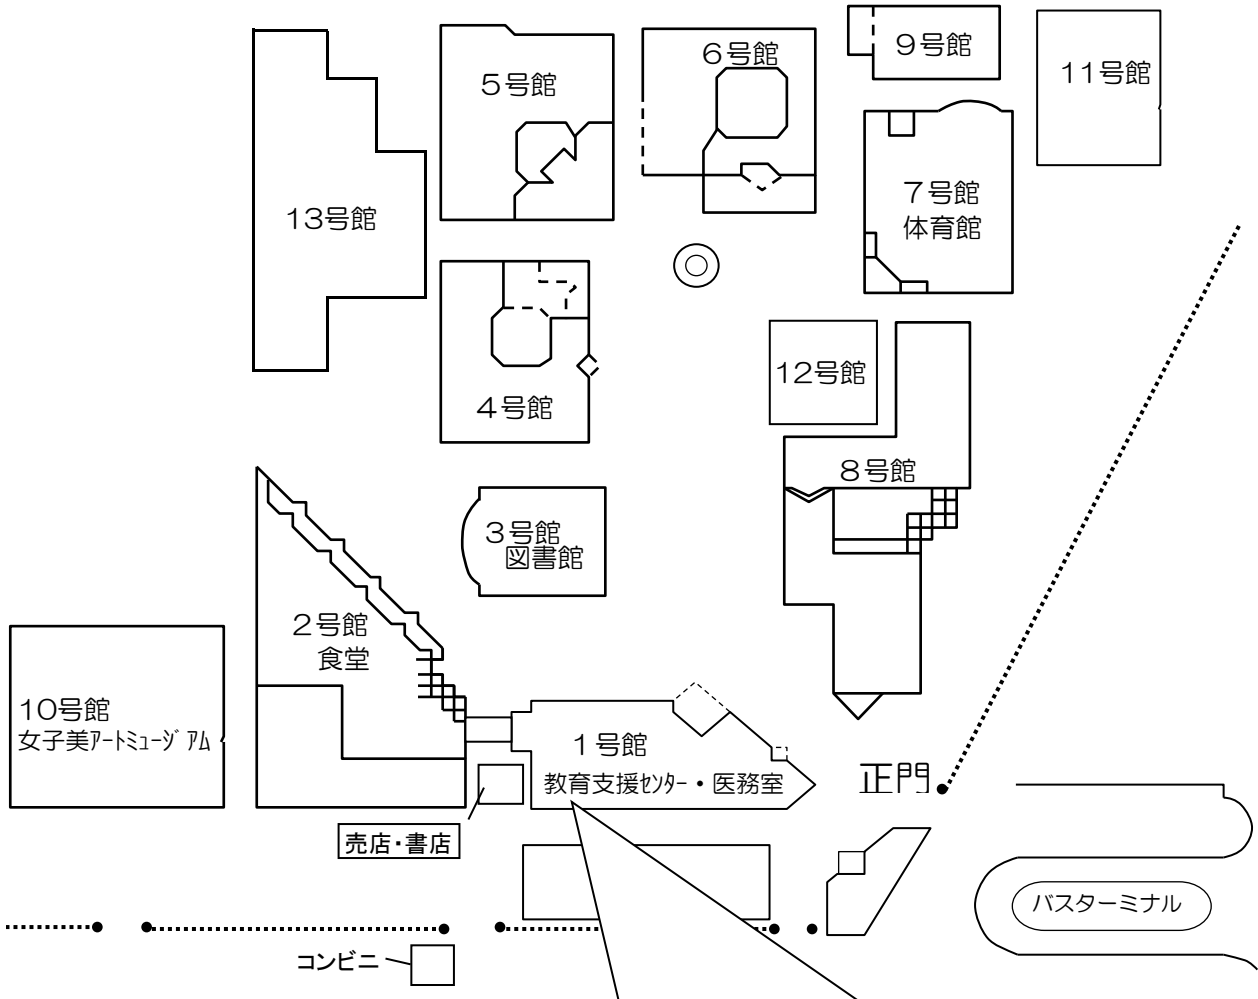 ９号館
６号館
11号館
５号館
７号館
体育館
13号館
12号館
４号館
８号館
３号館
図書館
２号館
食堂
10号館
女子美ｱｰﾄﾐｭｰｼﾞｱﾑ
１号館
教育支援ｾﾝﾀｰ・医務室
正門
売店・書店
バスターミナル
コンビニ